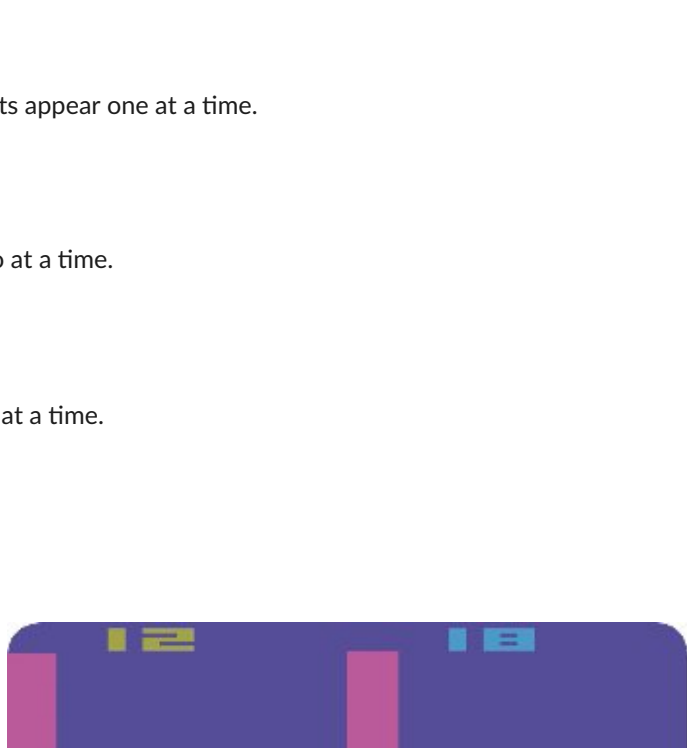 ts appear one at a time.
o at a time.
at a time.
12 18